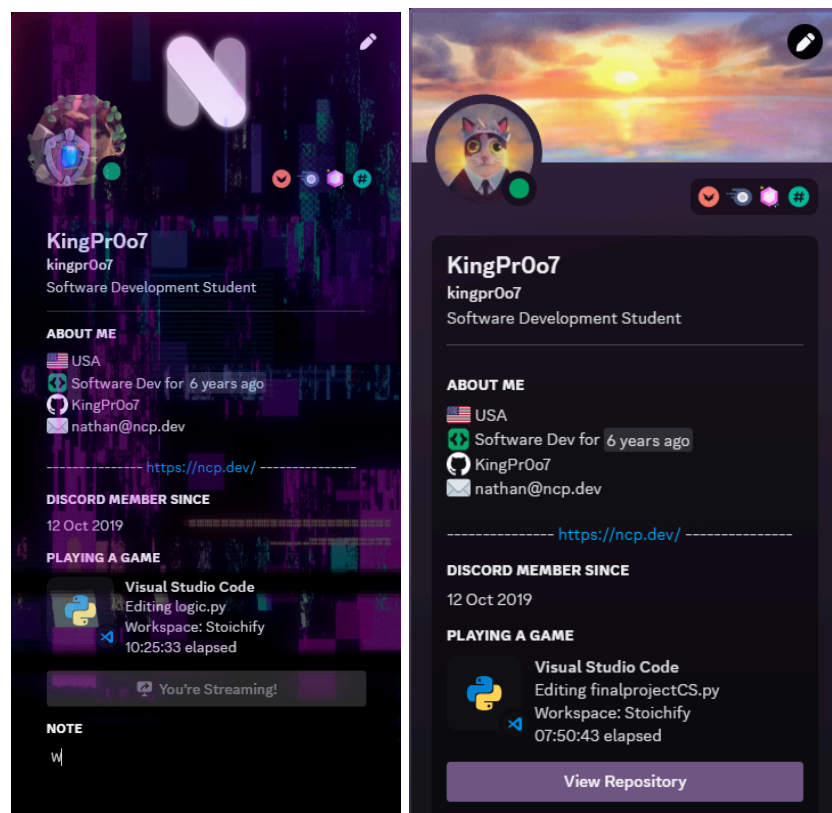 N
KingPr0o7
kingpr0o7
Software Development Student
ABOUT ME
USA
Software Dev for 6 years ago
KingPr0o7
nathan@ncp.dev
--------------- https://ncp.dev/ ---------------
DISCORD MEMBER SINCE
12 Oct 2019
PLAYING A GAME
Visual Studio Code
Editing logic.py
Workspace: Stoichify
10:25:33 elapsed
You're Streaming!
NOTE
W
KingPr0o7
kingpr0o7
Software Development Student
ABOUT ME
USA
Software Dev for 6 years ago
KingPr0o7
nathan@ncp.dev
--------------- https://ncp.dev/ ---------------
DISCORD MEMBER SINCE
12 Oct 2019
PLAYING A GAME
Visual Studio Code
Editing finalprojectCS.py
Workspace: Stoichify
07:50:43 elapsed
View Repository